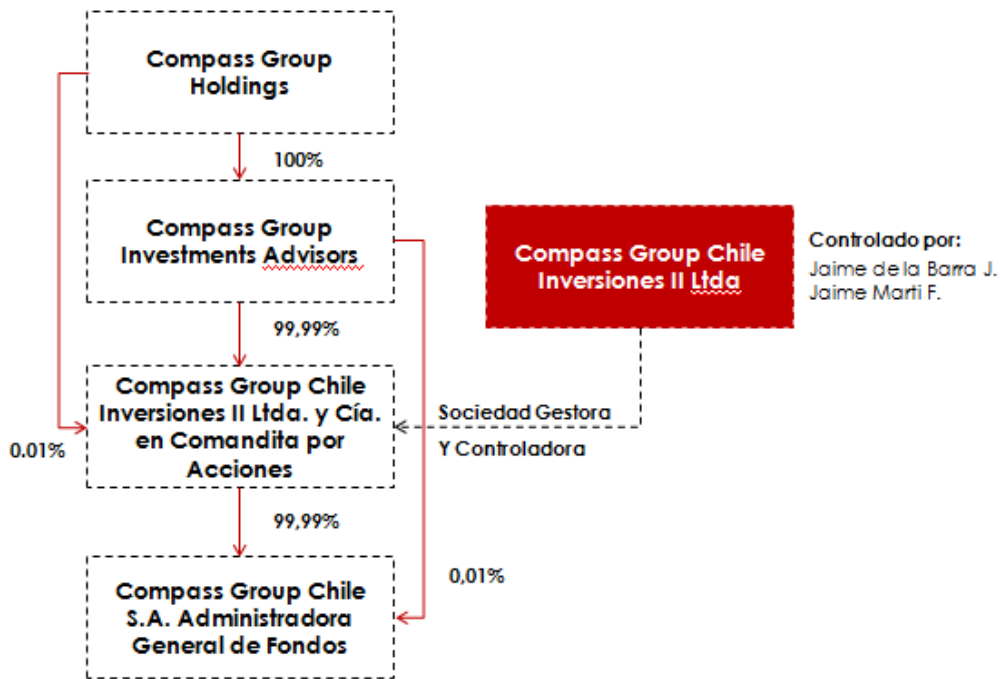 Compass Group
Holdings
100%
Compass Group
Investments Advisors
Compass Group Chile
Inversiones II Ltda
Controlado por:
Jaime de la Barra J.
Jaime Marti F.
99,99%
Compass Group Chile
Inversiones II Ltda. y Cía.
en Comandita por
Acciones
Sociedad Gestora
Y Controladora
0.01%
99,99%
0,01%
Compass Group Chile
S.A. Administradora
General de Fondos